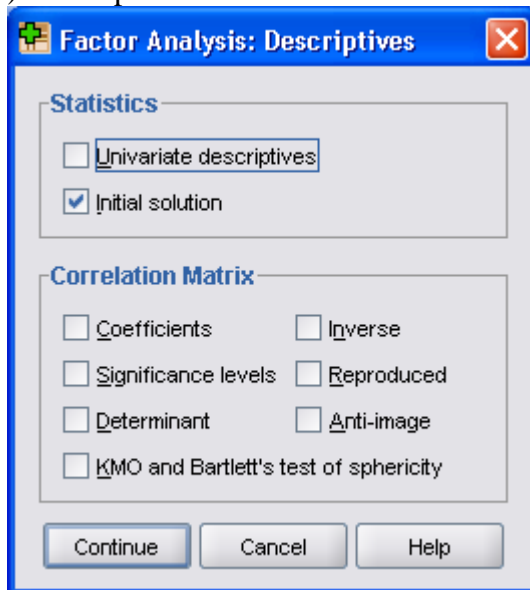 Factor Analysis: Descriptives
Statistics
Univariate descriptives
Initial solution
Correlation Matrix
Coefficients Inverse
Significance levels Reproduced
Determinant Anti-image
KMO and Bartlett's test of sphericity
Continue Cancel Help